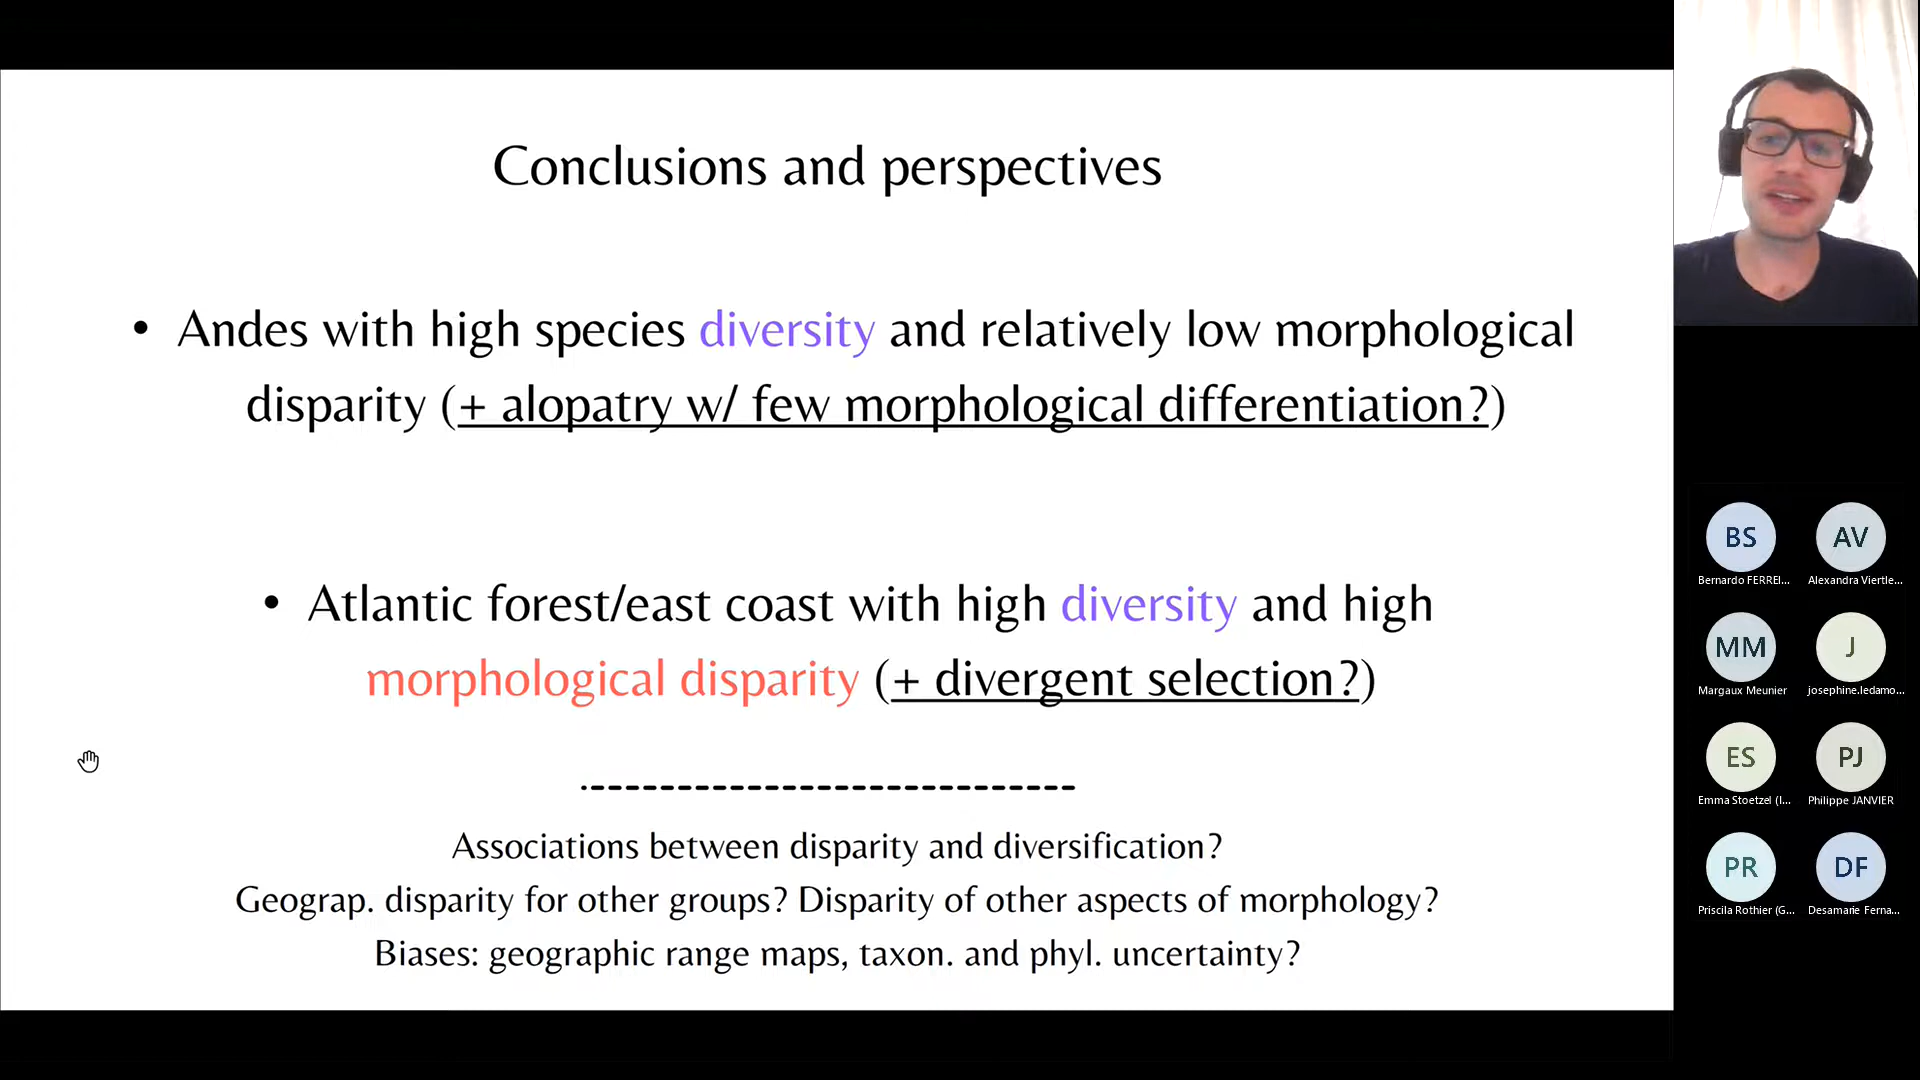 Conclusions and perspectives
• Andes with high species diversity and relatively low morphological
disparity (+ alopatry w/ few morphological differentiation?)
• Atlantic forest/east coast with high diversity and high
morphological disparity (+ divergent selection?)
Associations between disparity and diversification?
Geograp. disparity for other groups? Disparity of other aspects of morphology?
Biases: geographic range maps, taxon. and phyl. uncertainty?
BS AV
Bernardo FERREI... Alexandra Viertle...
MM J
Margaux Meunier josephine.ledamo...
ES PJ
Emma Stoetzel (I... Philippe JANVIER
PR DF
Priscila Rothier (G... Desamarie Ferna...